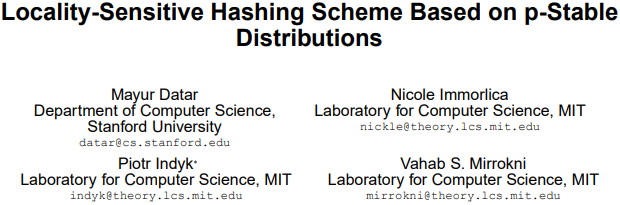 Locality-Sensitive Hashing Scheme Based on p-Stable
Distributions
Mayur Datar
Department of Computer Science,
Stanford University
datar@cs.stanford.edu
Nicole Immorlica
Laboratory for Computer Science, MIT
nickle@theory.lcs.mit.edu
Piotr Indyk*
Laboratory for Computer Science, MIT
indyk@theory.lcs.mit.edu
Vahab S. Mirrokni
Laboratory for Computer Science, MIT
mirrokni@theory.lcs.mit.edu